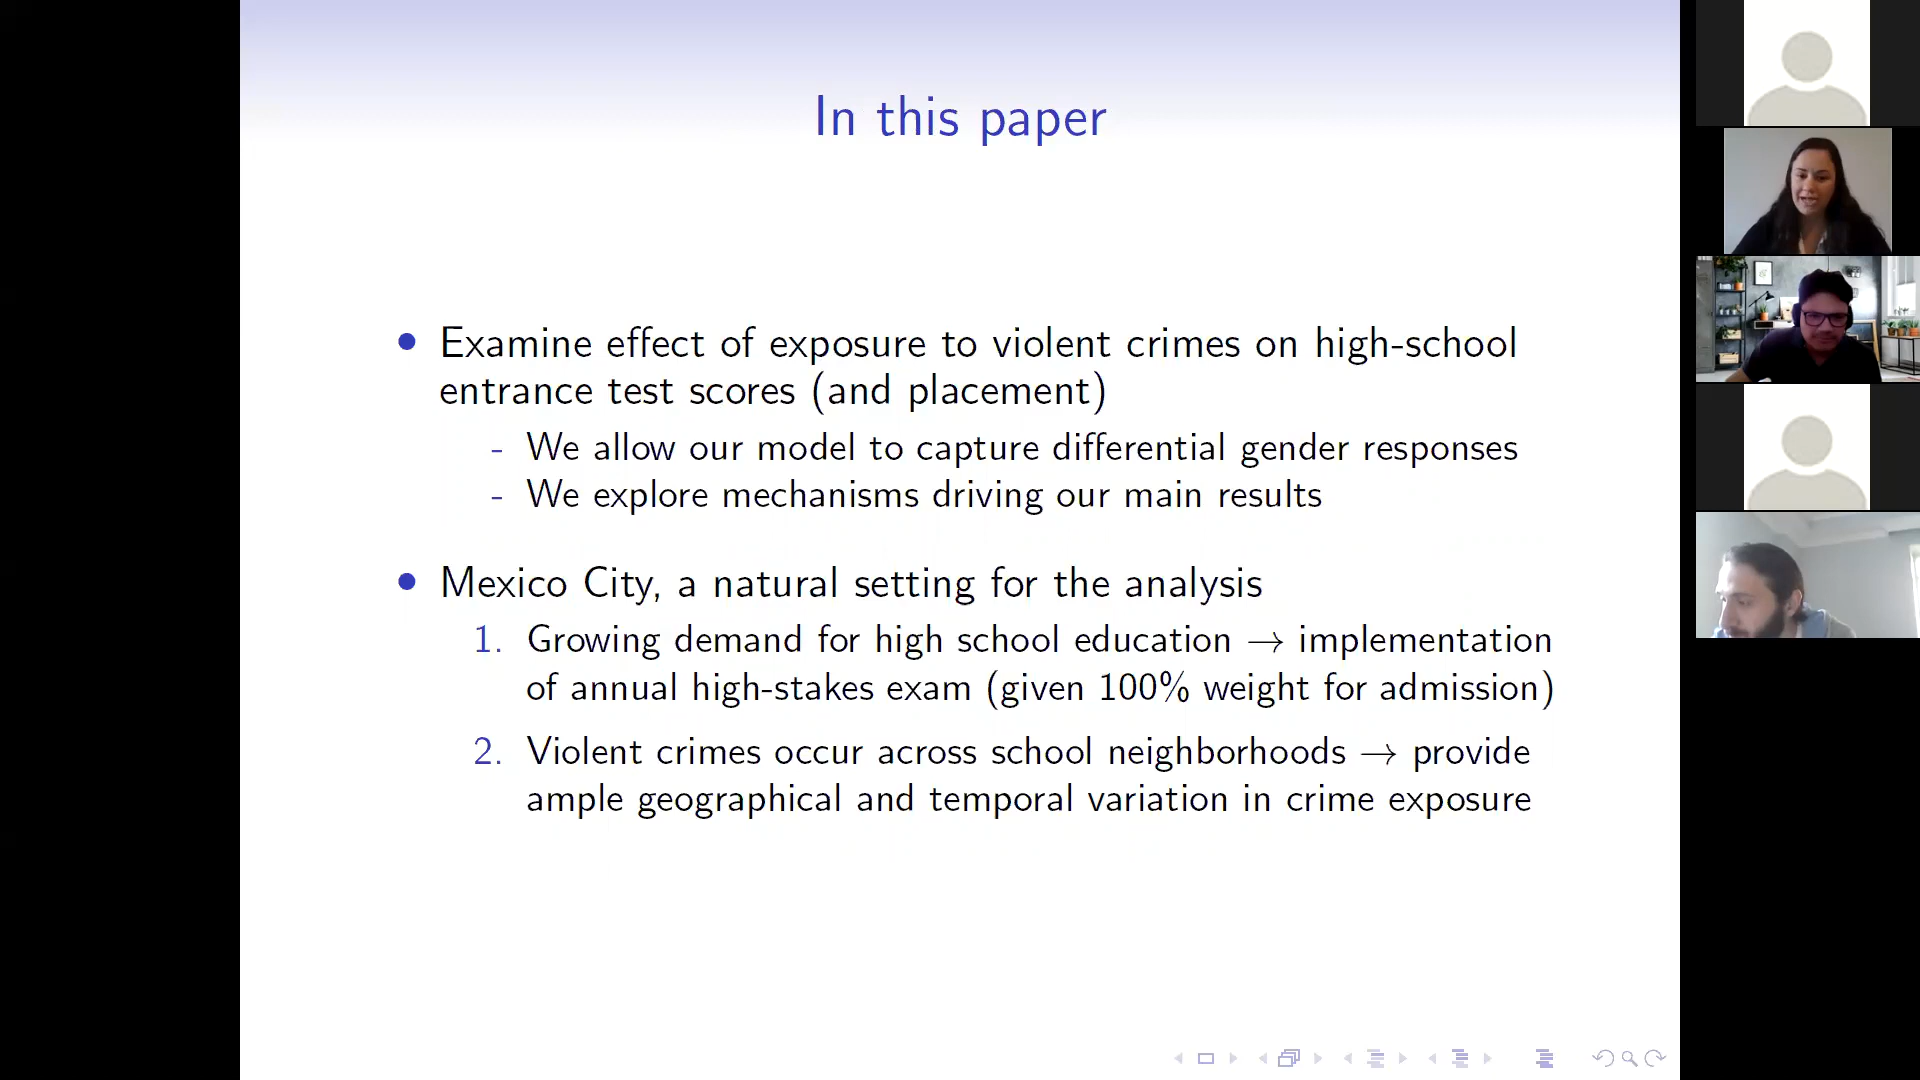 In this paper
• Examine effect of exposure to violent crimes on high-school
entrance test scores (and placement)
- We allow our model to capture differential gender responses
- We explore mechanisms driving our main results
• Mexico City, a natural setting for the analysis
1. Growing demand for high school education → implementation
of annual high-stakes exam (given 100% weight for admission)
2. Violent crimes occur across school neighborhoods → provide
ample geographical and temporal variation in crime exposure